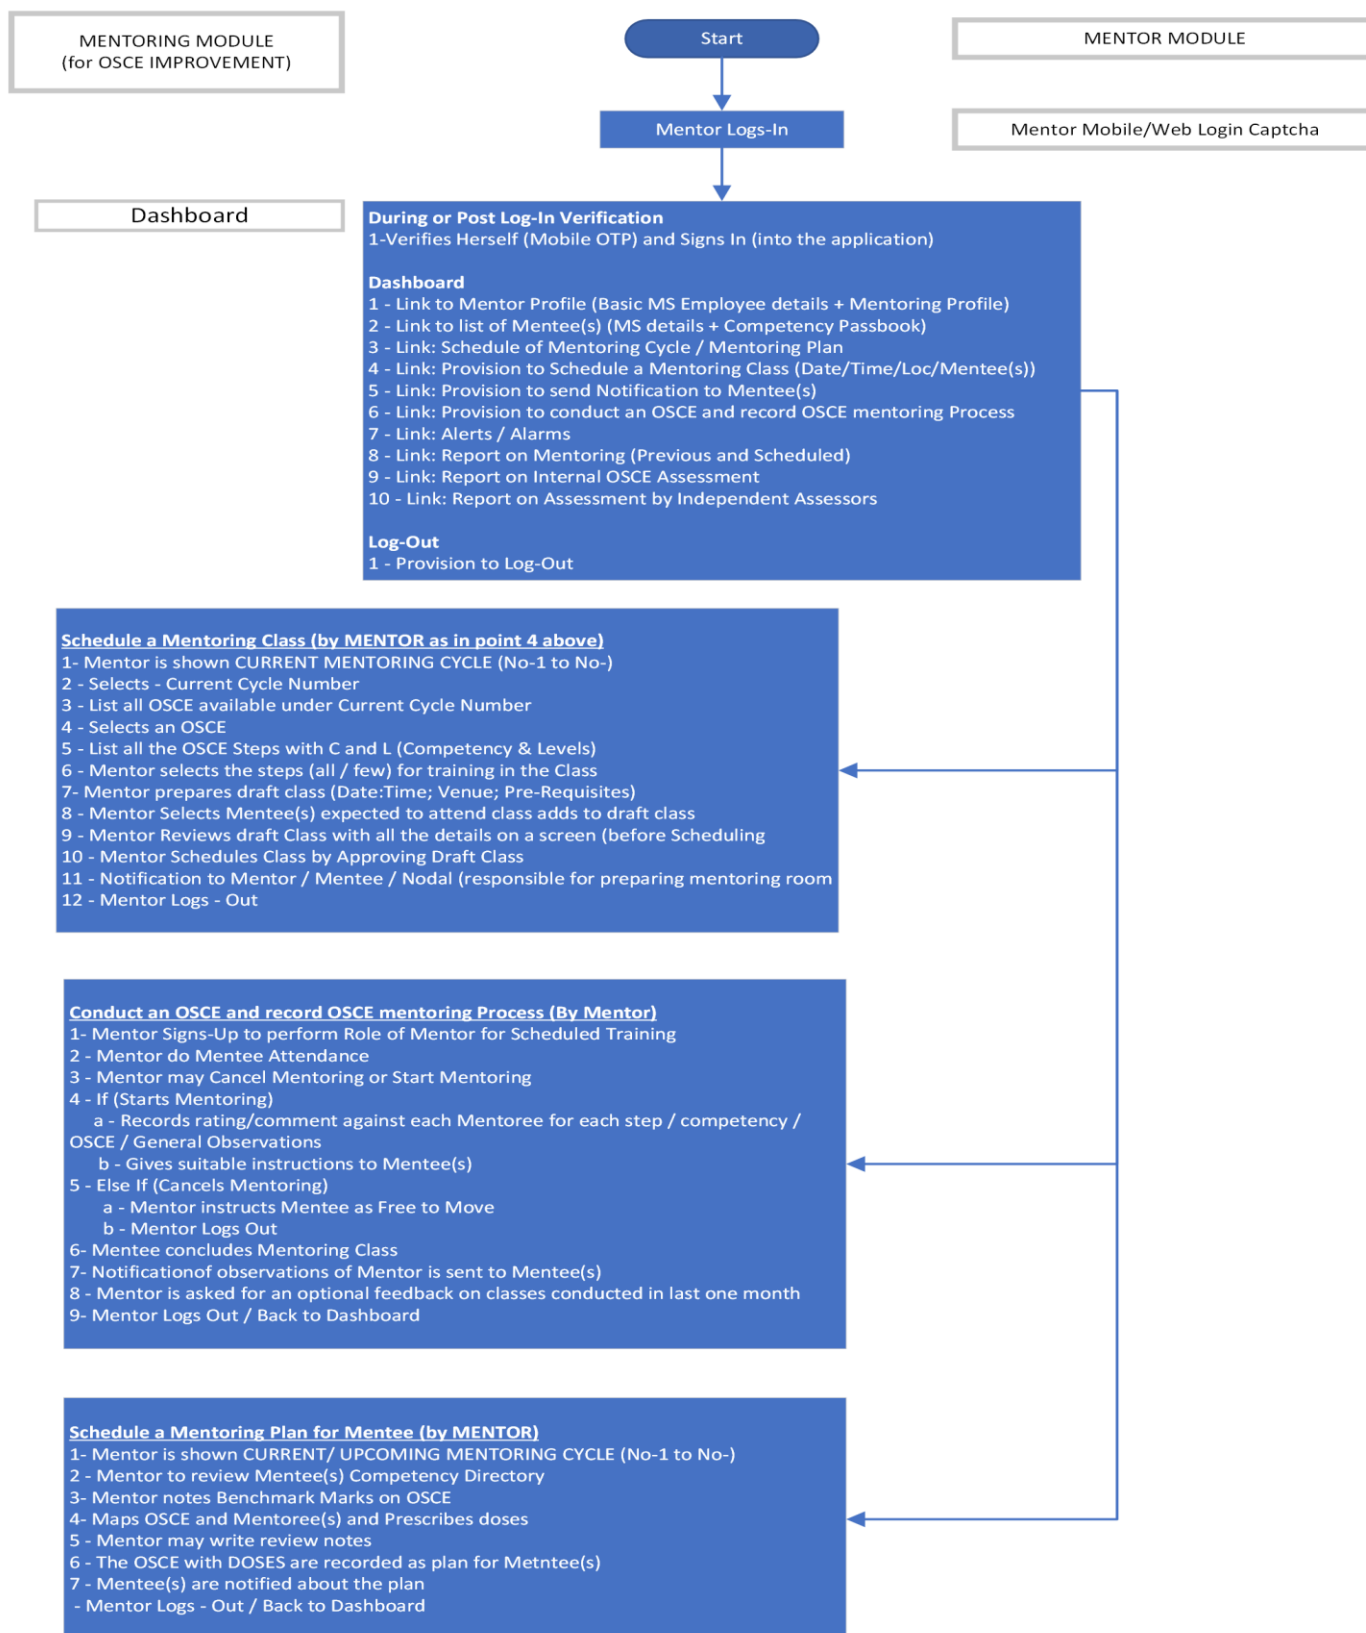 MENTORING MODULE
(for OSCE IMPROVEMENT)
Start
MENTOR MODULE
Mentor Logs-In
Mentor Mobile/Web Login Captcha
Dashboard
During or Post Log-In Verification
1-Verifies Herself (Mobile OTP) and Signs In (into the application)
Dashboard
1 - Link to Mentor Profile (Basic MS Employee details + Mentoring Profile)
2 - Link to list of Mentee(s) (MS details + Competency Passbook)
3 - Link: Schedule of Mentoring Cycle / Mentoring Plan
4 - Link: Provision to Schedule a Mentoring Class (Date/Time/Loc/Mentee(s))
5 - Link: Provision to send Notification to Mentee(s)
6 - Link: Provision to conduct an OSCE and record OSCE mentoring Process
7 - Link: Alerts / Alarms
8 - Link: Report on Mentoring (Previous and Scheduled)
9 - Link: Report on Internal OSCE Assessment
10 - Link: Report on Assessment by Independent Assessors
Log-Out
1 - Provision to Log-Out
Schedule a Mentoring Class (by MENTOR as in point 4 above)
1- Mentor is shown CURRENT MENTORING CYCLE (No-1 to No-)
2 - Selects - Current Cycle Number
3 - List all OSCE available under Current Cycle Number
4 - Selects an OSCE
5 - List all the OSCE Steps with C and L (Competency & Levels)
6 - Mentor selects the steps (all / few) for training in the Class
7- Mentor prepares draft class (Date:Time; Venue; Pre-Requisites)
8 - Mentor Selects Mentee(s) expected to attend class adds to draft class
9 - Mentor Reviews draft Class with all the details on a screen (before Scheduling
10 - Mentor Schedules Class by Approving Draft Class
11 - Notification to Mentor / Mentee / Nodal (responsible for preparing mentoring room
12 - Mentor Logs - Out
Conduct an OSCE and record OSCE mentoring Process (By Mentor)
1- Mentor Signs-Up to perform Role of Mentor for Scheduled Training
2 - Mentor do Mentee Attendance
3 - Mentor may Cancel Mentoring or Start Mentoring
4 - If (Starts Mentoring)
a - Records rating/comment against each Mentoree for each step / competency /
OSCE / General Observations
b - Gives suitable instructions to Mentee(s)
5 - Else If (Cancels Mentoring)
a - Mentor instructs Mentee as Free to Move
b - Mentor Logs Out
6- Mentee concludes Mentoring Class
7- Notificationof observations of Mentor is sent to Mentee(s)
8 - Mentor is asked for an optional feedback on classes conducted in last one month
9- Mentor Logs Out / Back to Dashboard
Schedule a Mentoring Plan for Mentee (by MENTOR)
1- Mentor is shown CURRENT/ UPCOMING MENTORING CYCLE (No-1 to No-)
2 - Mentor to review Mentee(s) Competency Directory
3- Mentor notes Benchmark Marks on OSCE
4- Maps OSCE and Mentoree(s) and Prescribes doses
5 - Mentor may write review notes
6 - The OSCE with DOSES are recorded as plan for Metntee(s)
7 - Mentee(s) are notified about the plan
- Mentor Logs - Out / Back to Dashboard